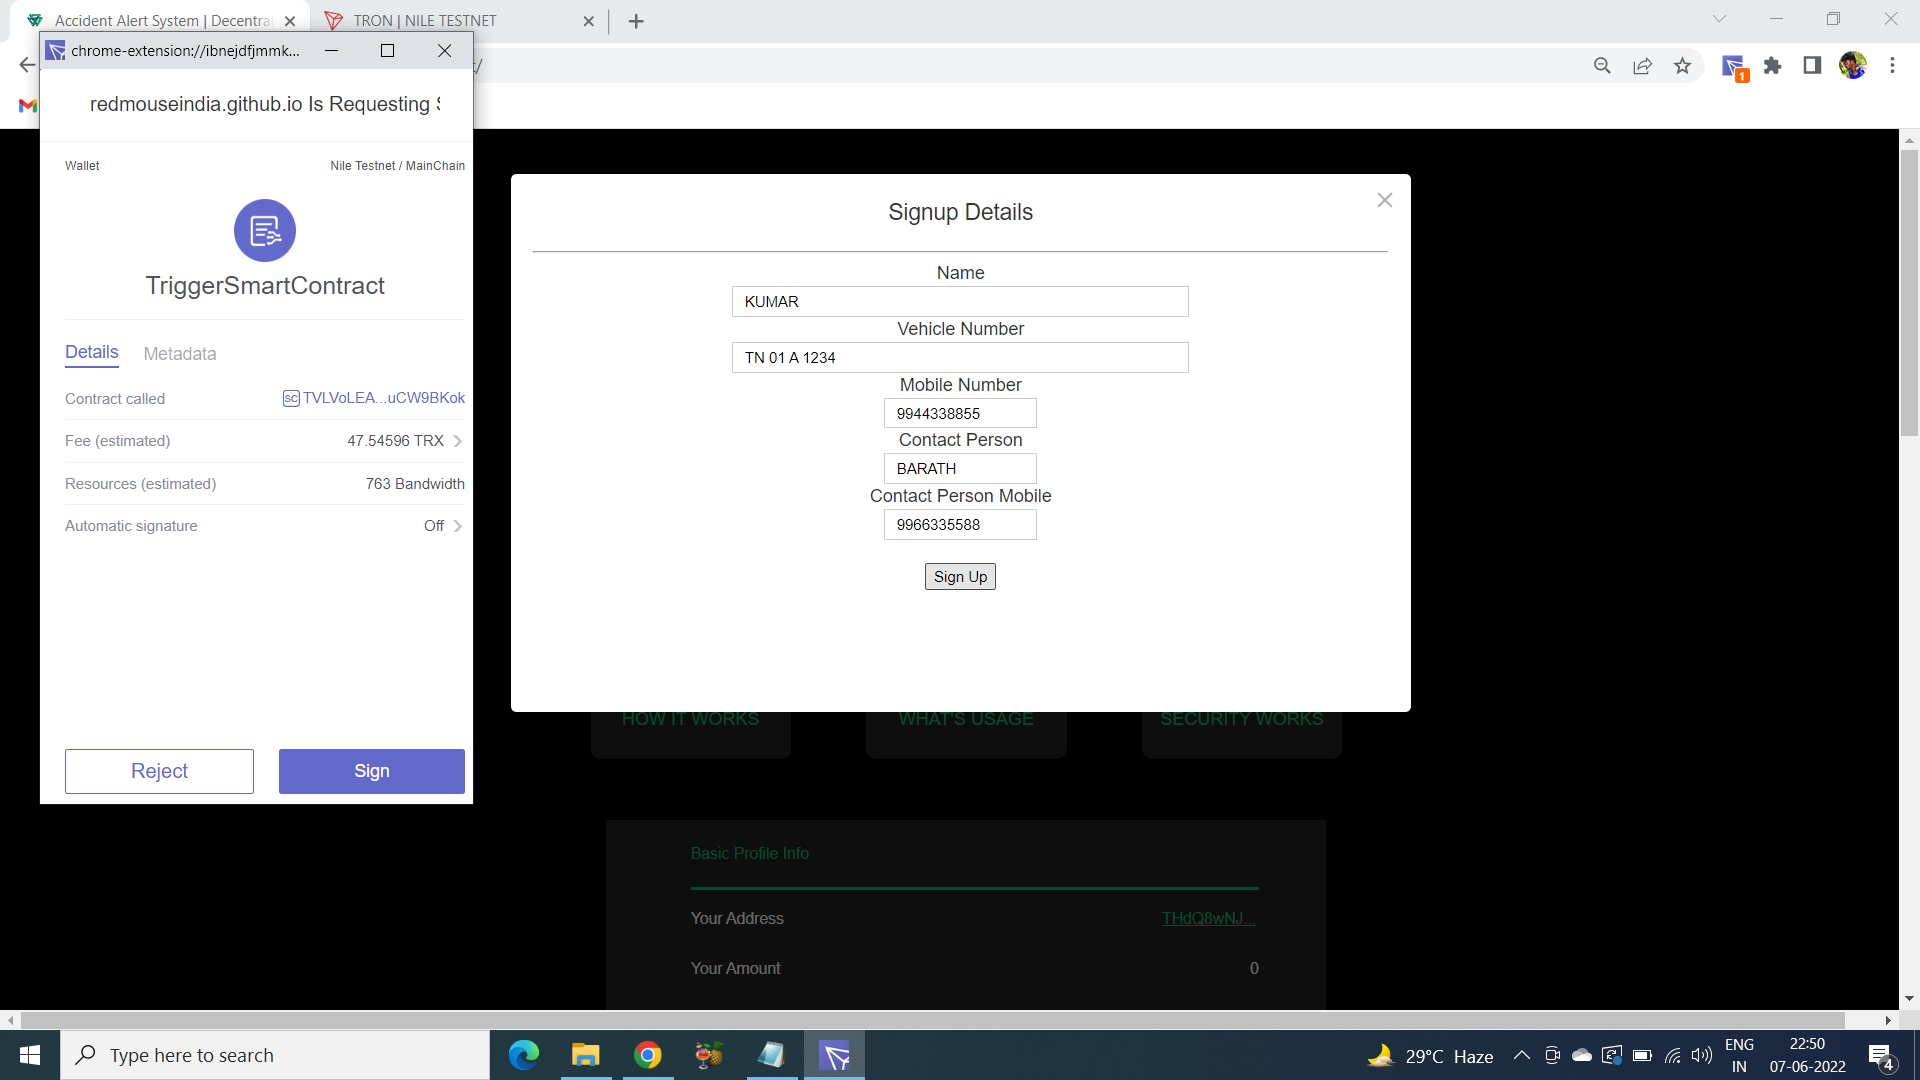 Accident Alert System | Decentra
TRON | NILE TESTNET
chrome-extension://ibnejdfjmmk...
1
redmouseindia.github.io Is Requesting
Wallet
Nile Testnet / MainChain
TriggerSmartContract
Details
Metadata
Contract called
SC TVLVoLEA...uCW9BKok
Fee (estimated)
47.54596 TRX
Resources (estimated)
763 Bandwidth
Automatic signature
Off
Reject
Sign
Signup Details
Name
KUMAR
Vehicle Number
TN 01 A 1234
Mobile Number
9944338855
Contact Person
BARATH
Contact Person Mobile
9966335588
Sign Up
HOW IT WORKS
WHAT'S USAGE
SECURITY WORKS
Basic Profile Info
Your Address
THdQ8wNJ...
Your Amount
0
Type here to search
29°C Haze
ENG
IN
22:50
07-06-2022
4